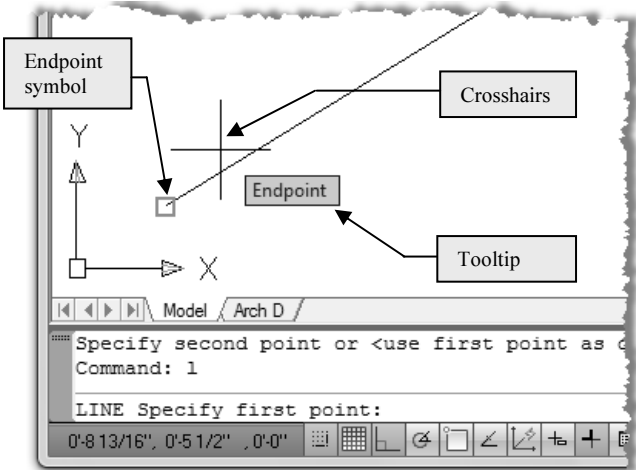 Endpoint
symbol
Crosshairs
Y
Endpoint
Tooltip
X
Model Arch D
Specify second point or <use first point as
Command: l
LINE Specify first point:
0'-8 13/16", 0'-5 1/2" , 0'-0"